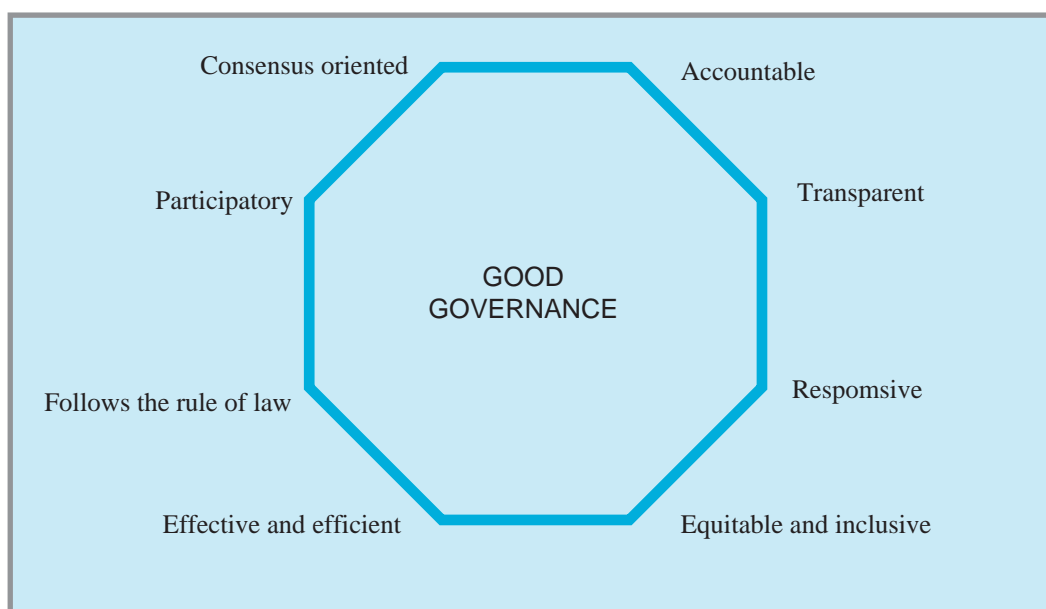 Consensus oriented
Accountable
Participatory
Transparent
GOOD
GOVERNANCE
Follows the rule of law
Respomsive
Effective and efficient
Equitable and inclusive